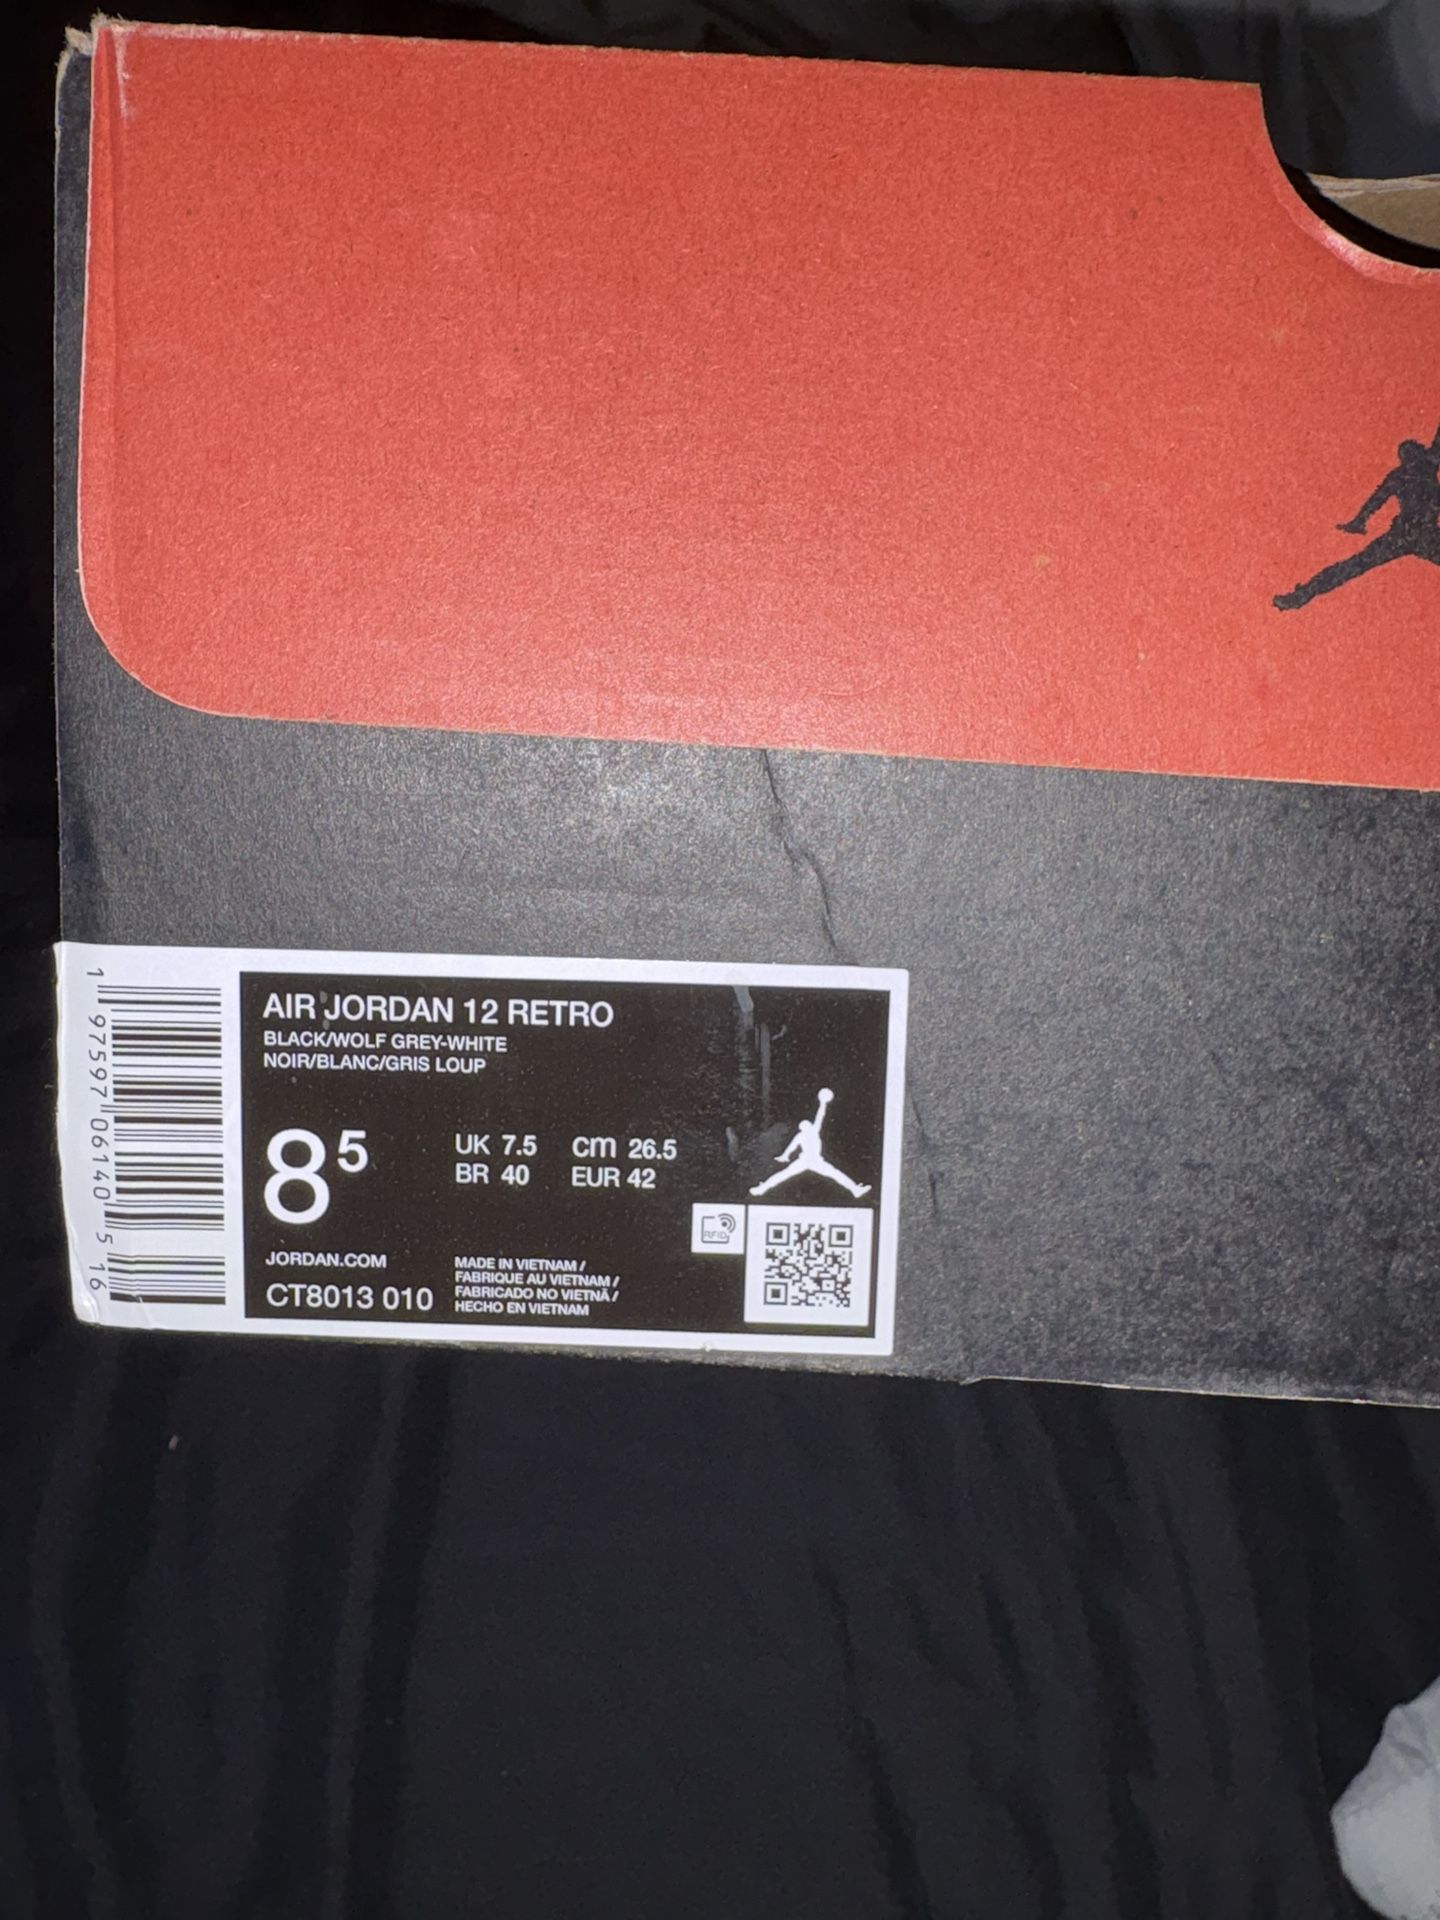 AIR JORDAN 12 RETRO
BLACK/WOLF GREY-WHITE
NOIR/BLANC/GRIS LOUP
8 5
UK 7.5 cm 26.5
BR 40 EUR 42
RFID
JORDAN.COM
CT8013 010
MADE IN VIETNAM /
FABRIQUE AU VIETNAM /
FABRICADO NO VIETNÃ /
HECHO EN VIETNAM
1 97597 06140 5 16